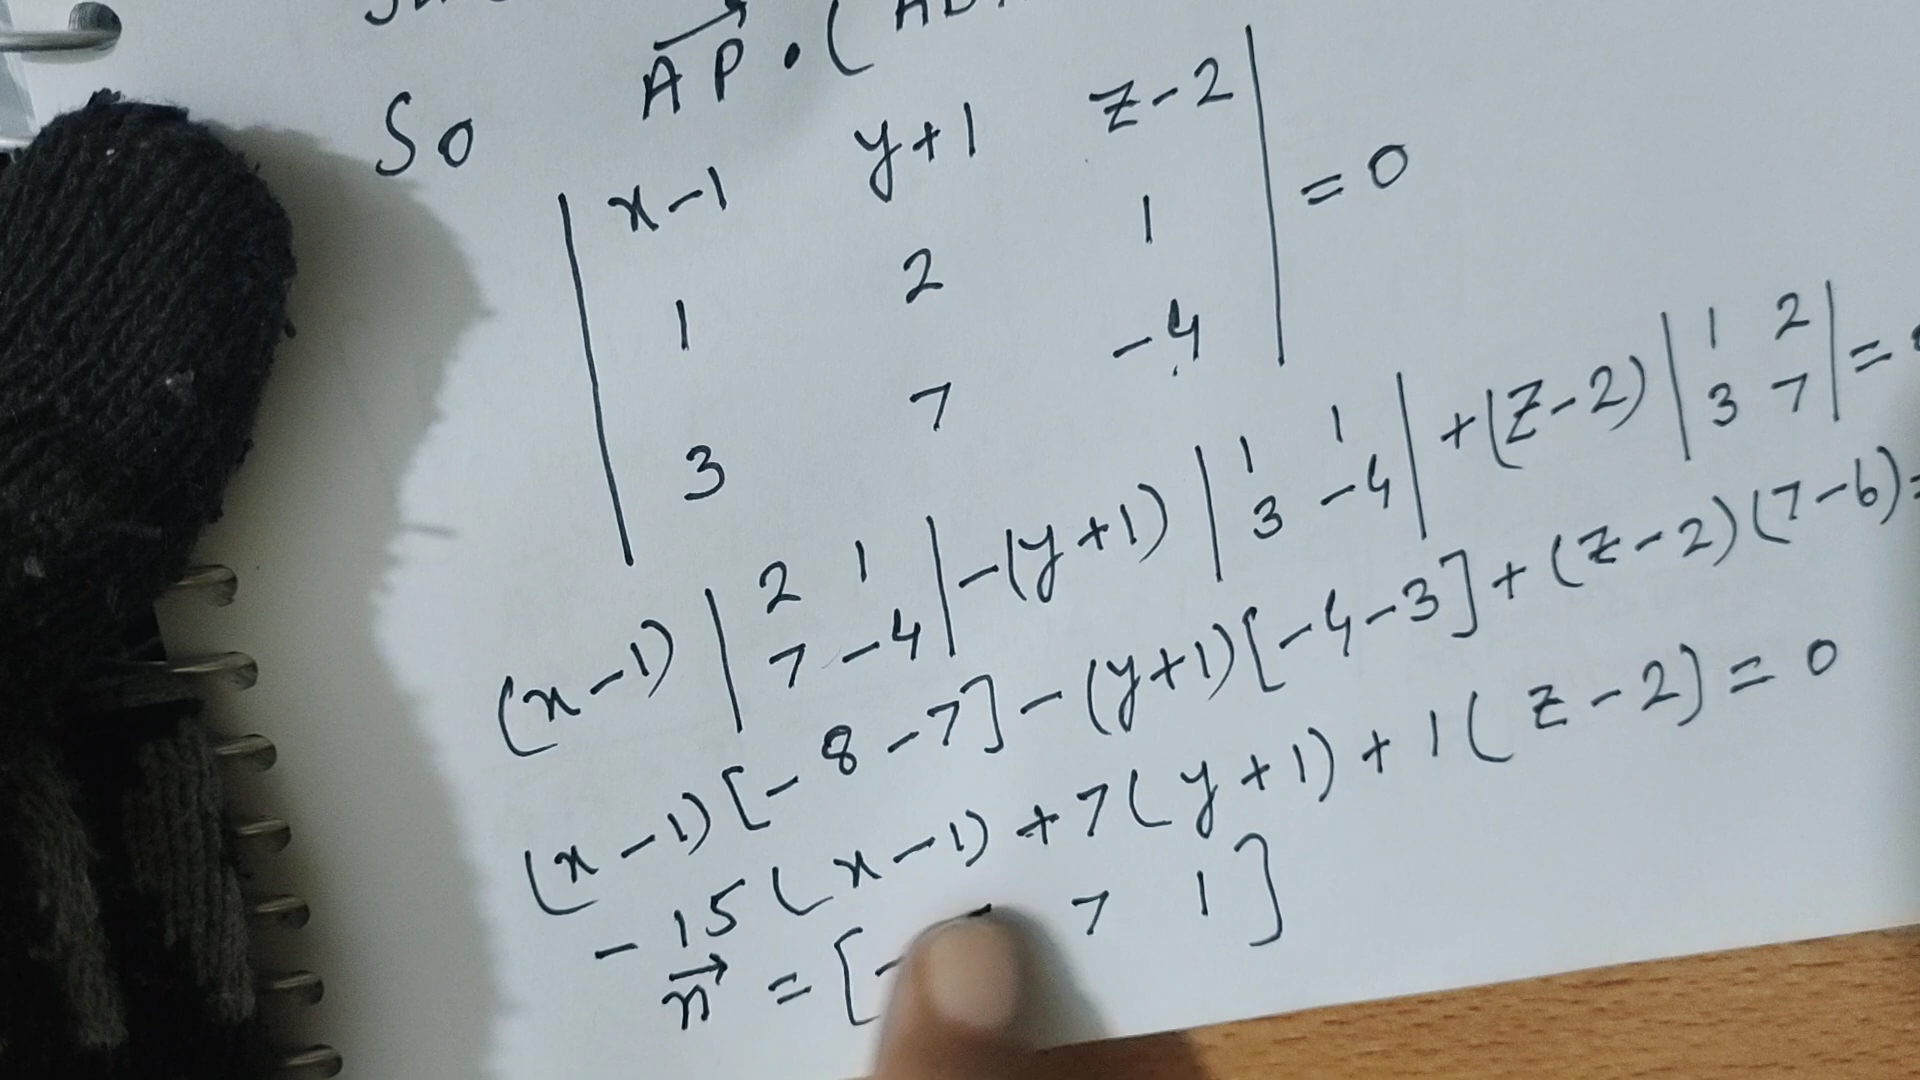 So AP⃗ . (
| x-1 y+1 z-2 |
| 1 2 1 | = 0
| 3 7 -4 |
(x-1) | 2 1 ; 7 -4 | -(y+1) | 1 1 ; 3 -4 | +(z-2) | 1 2 ; 3 7 | =
(x-1)[-8-7] -(y+1)[-4-3] + (z-2)(7-6) =
-15(x-1) +7(y+1) + 1(z-2) = 0
n⃗ = [- 7 1]